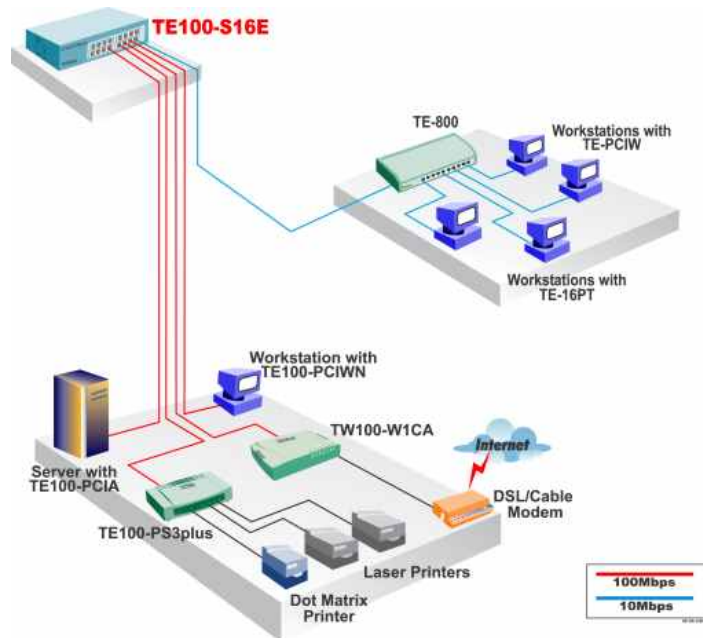 TE100-S16E
TE-800
Workstations with
TE-PCIW
Workstations with
TE-16PT
Workstation with
TE100-PCIWN
TW100-W1CA
Internet
Server with
TE100-PCIA
DSL/Cable
Modem
TE100-PS3plus
Laser Printers
Dot Matrix
Printer
100Mbps
10Mbps